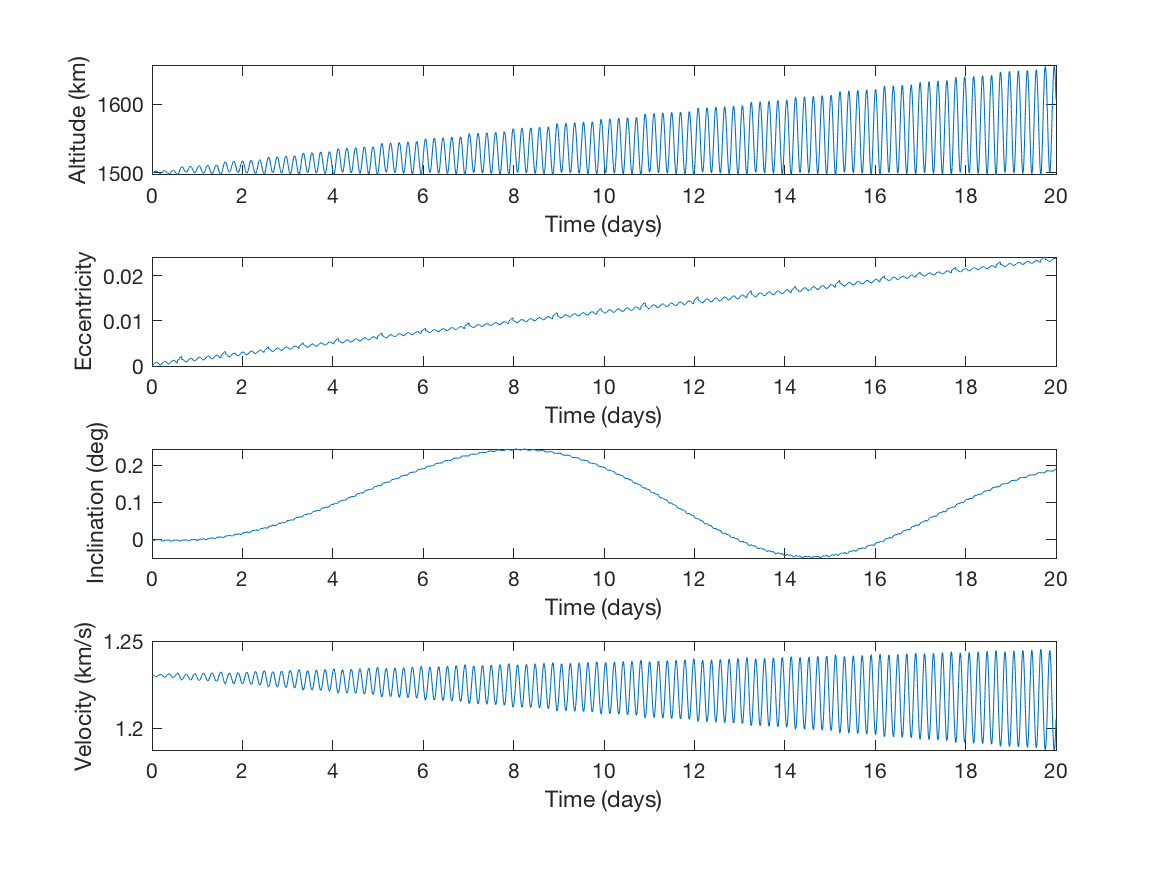 Altitude (km)
1600
1500
0 2 4 6 8 10 12 14 16 18 20
Time (days)
Eccentricity
0.02
0.01
0
0 2 4 6 8 10 12 14 16 18 20
Time (days)
Inclination (deg)
0.2
0.1
0
0 2 4 6 8 10 12 14 16 18 20
Time (days)
Velocity (km/s)
1.25
1.2
0 2 4 6 8 10 12 14 16 18 20
Time (days)